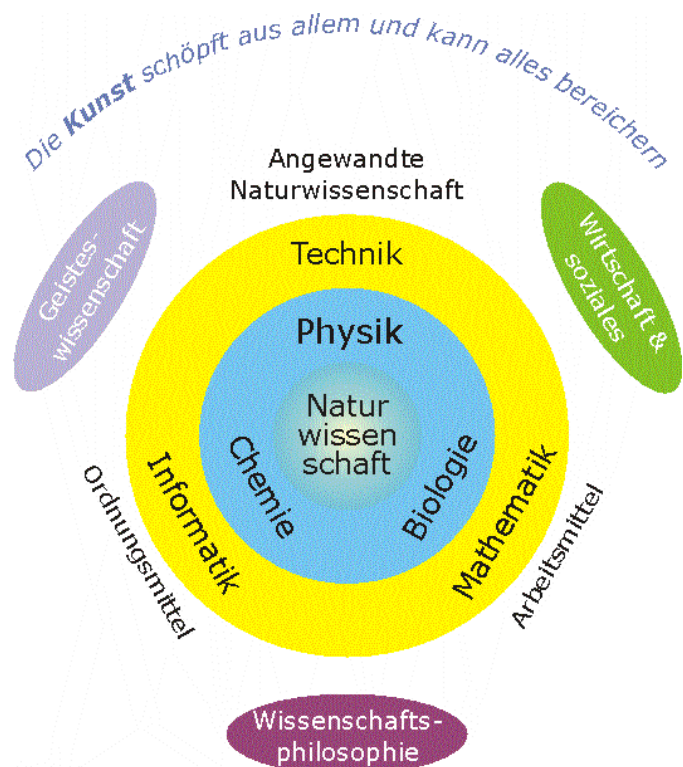 Die Kunst schöpft aus allem und kann alles bereichern
Angewandte
Naturwissenschaft
Geistes-
wissenschaft
Wirtschaft &
soziales
Technik
Physik
Natur
wissen
schaft
Chemie
Biologie
Informatik
Mathematik
Ordnungsmittel
Arbeitsmittel
Wissenschafts-
philosophie